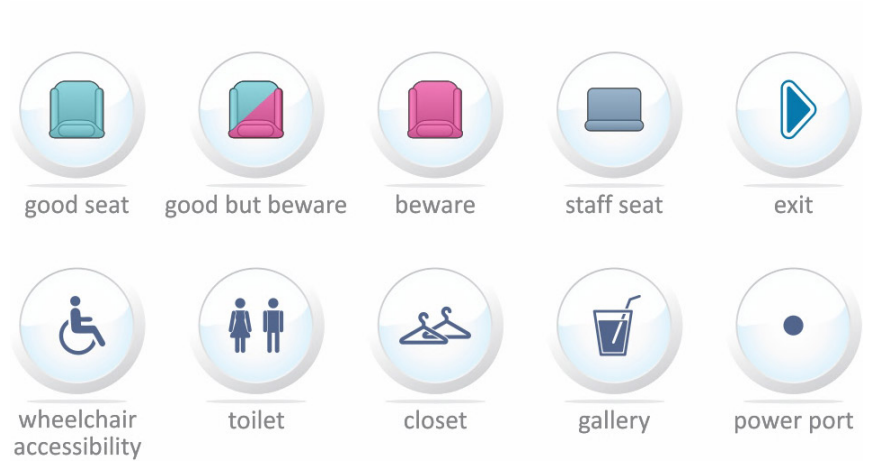 good seat
good but beware
beware
staff seat
exit
wheelchair
accessibility
toilet
closet
gallery
power port